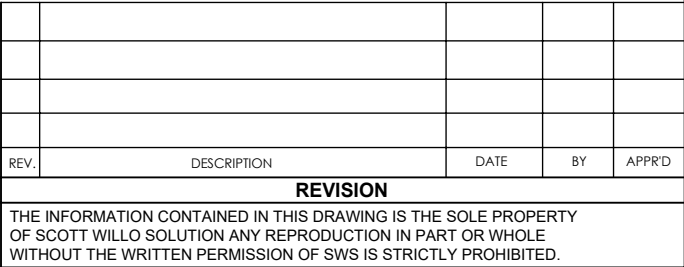 REV. DESCRIPTION DATE BY APPR'D
REVISION
THE INFORMATION CONTAINED IN THIS DRAWING IS THE SOLE PROPERTY
OF SCOTT WILLO SOLUTION ANY REPRODUCTION IN PART OR WHOLE
WITHOUT THE WRITTEN PERMISSION OF SWS IS STRICTLY PROHIBITED.